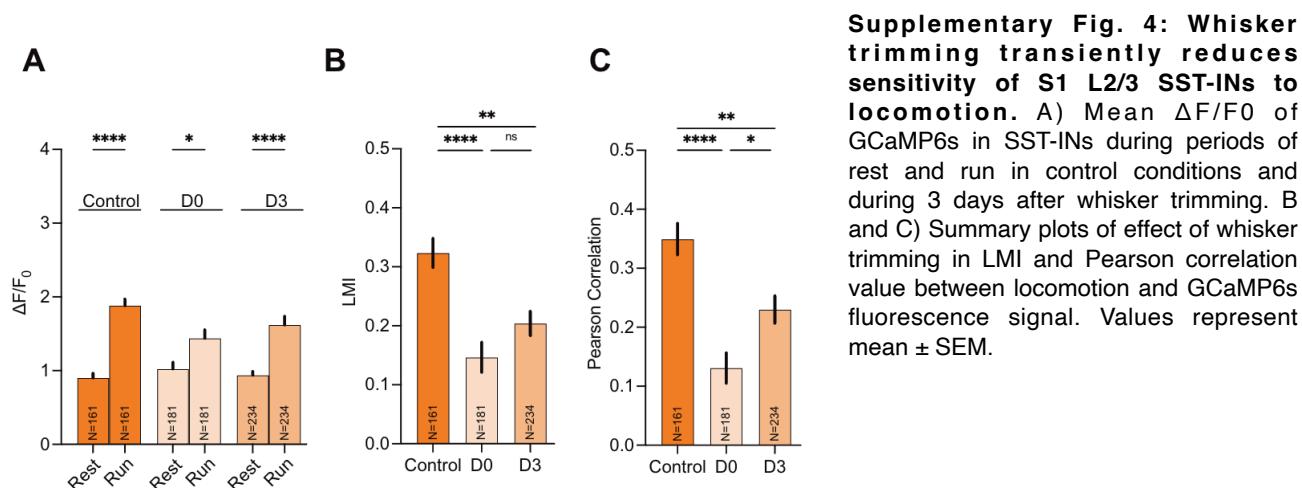 A
****
*
****
4
Control
D0
D3
3
2
1
0
ΔF/F0
N=161
N=161
N=181
N=181
N=234
N=234
Rest
Run
Rest
Run
Rest
Run
B
**
****
ns
0.5
0.4
0.3
0.2
0.1
0.0
LMI
N=161
N=181
N=234
Control
D0
D3
C
**
****
*
0.5
0.4
0.3
0.2
0.1
0.0
Pearson Correlation
N=161
N=181
N=234
Control
D0
D3
Supplementary Fig. 4: Whisker
trimming transiently reduces
sensitivity of S1 L2/3 SST-INs to
locomotion. A) Mean ΔF/F0 of
GCaMP6s in SST-INs during periods of
rest and run in control conditions and
during 3 days after whisker trimming. B
and C) Summary plots of effect of whisker
trimming in LMI and Pearson correlation
value between locomotion and GCaMP6s
fluorescence signal. Values represent
mean ± SEM.